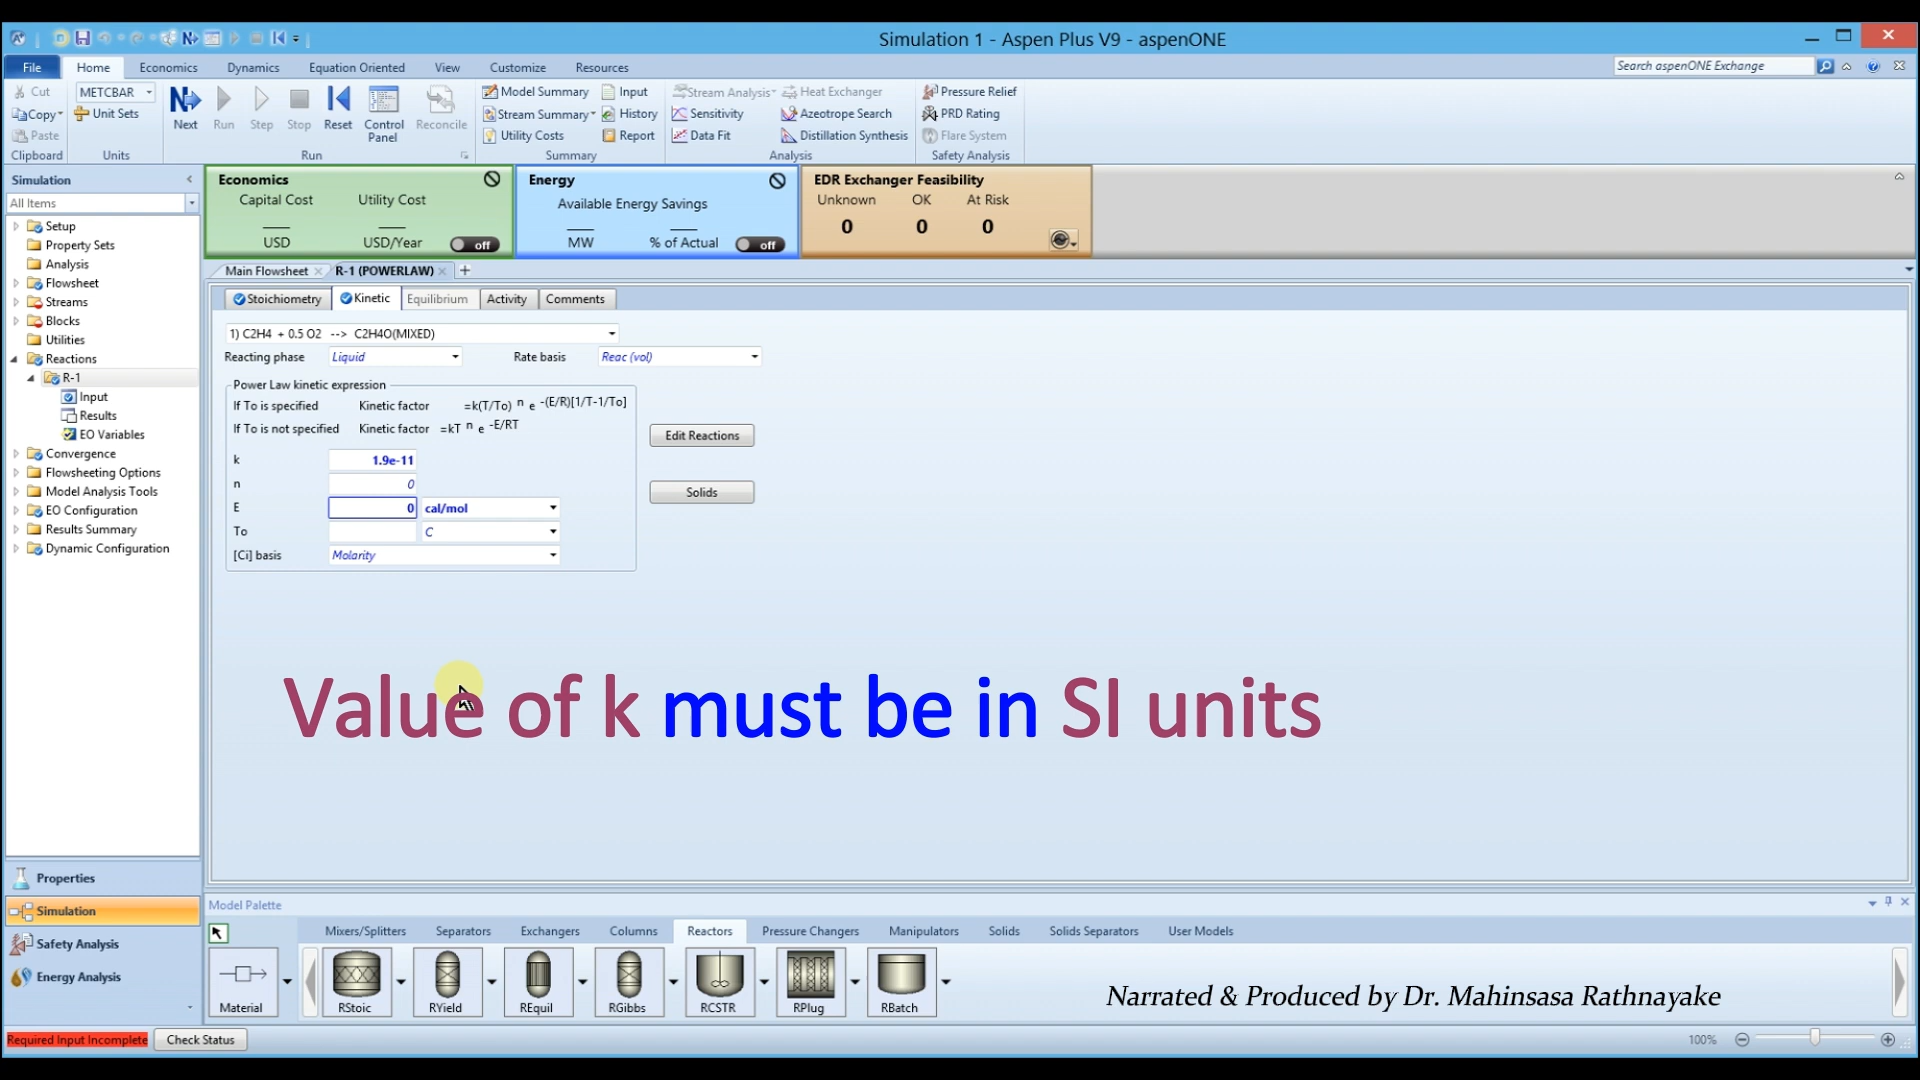 Simulation 1 - Aspen Plus V9 - aspenONE
File Home Economics Dynamics Equation Oriented View Customize Resources Search aspenONE Exchange
Cut METCBAR Model Summary Input Stream Analysis Heat Exchanger Pressure Relief
Copy Unit Sets Stream Summary History Sensitivity Azeotrope Search PRD Rating
Next Run Step Stop Reset Control Panel Reconcile
Paste Utility Costs Report Data Fit Distillation Synthesis Flare System
Clipboard Units Run Summary Analysis Safety Analysis
Simulation
All Items
Setup
Property Sets
Analysis
Flowsheet
Streams
Blocks
Utilities
Reactions
R-1
Input
Results
EO Variables
Convergence
Flowsheeting Options
Model Analysis Tools
EO Configuration
Results Summary
Dynamic Configuration
Properties
Simulation
Safety Analysis
Energy Analysis
Economics
Capital Cost Utility Cost
USD USD/Year off
Energy
Available Energy Savings
MW % of Actual off
EDR Exchanger Feasibility
Unknown OK At Risk
0 0 0
Main Flowsheet R-1 (POWERLAW) +
Stoichiometry Kinetic Equilibrium Activity Comments
1) C2H4 + 0.5 O2 --> C2H4O(MIXED)
Reacting phase Liquid Rate basis Reac (vol)
Power Law kinetic expression
If To is specified Kinetic factor =k(T/To) n e -(E/R)[1/T-1/To]
If To is not specified Kinetic factor =kT n e -E/RT
k 1.9e-11
n 0
E 0 cal/mol
To C
[Ci] basis Molarity
Edit Reactions
Solids
Value of k must be in SI units
Model Palette
Mixers/Splitters Separators Exchangers Columns Reactors Pressure Changers Manipulators Solids Solids Separators User Models
Material RStoic RYield REquil RGibbs RCSTR RPlug RBatch
Narrated & Produced by Dr. Mahinsasa Rathnayake
Required Input Incomplete Check Status 100%